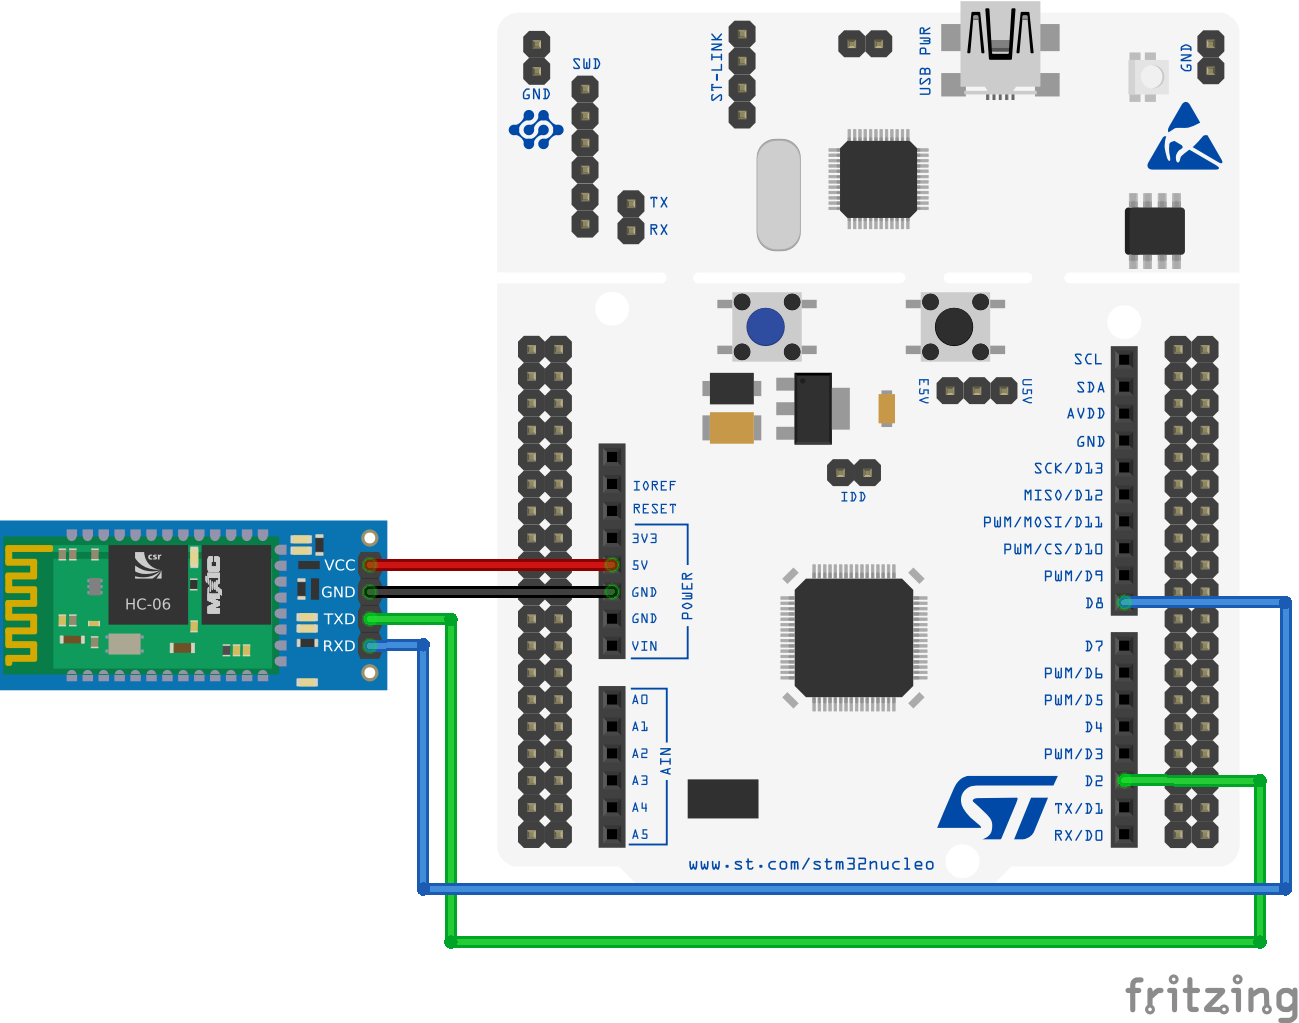 SWD
GND
ST-LINK
USB PWR
GND
TX
RX
E5V
U5V
IDD
IOREF
RESET
3V3
5V
GND
GND
VIN
POWER
A0
A1
A2
A3
A4
A5
AIN
SCL
SDA
AVDD
GND
SCK/D13
MISO/D12
PWM/MOSI/D11
PWM/CS/D10
PWM/D9
D8
D7
PWM/D6
PWM/D5
D4
PWM/D3
D2
TX/D1
RX/D0
ST
www.st.com/stm32nucleo
csr
HC-06
VCC
GND
TXD
RXD
fritzing